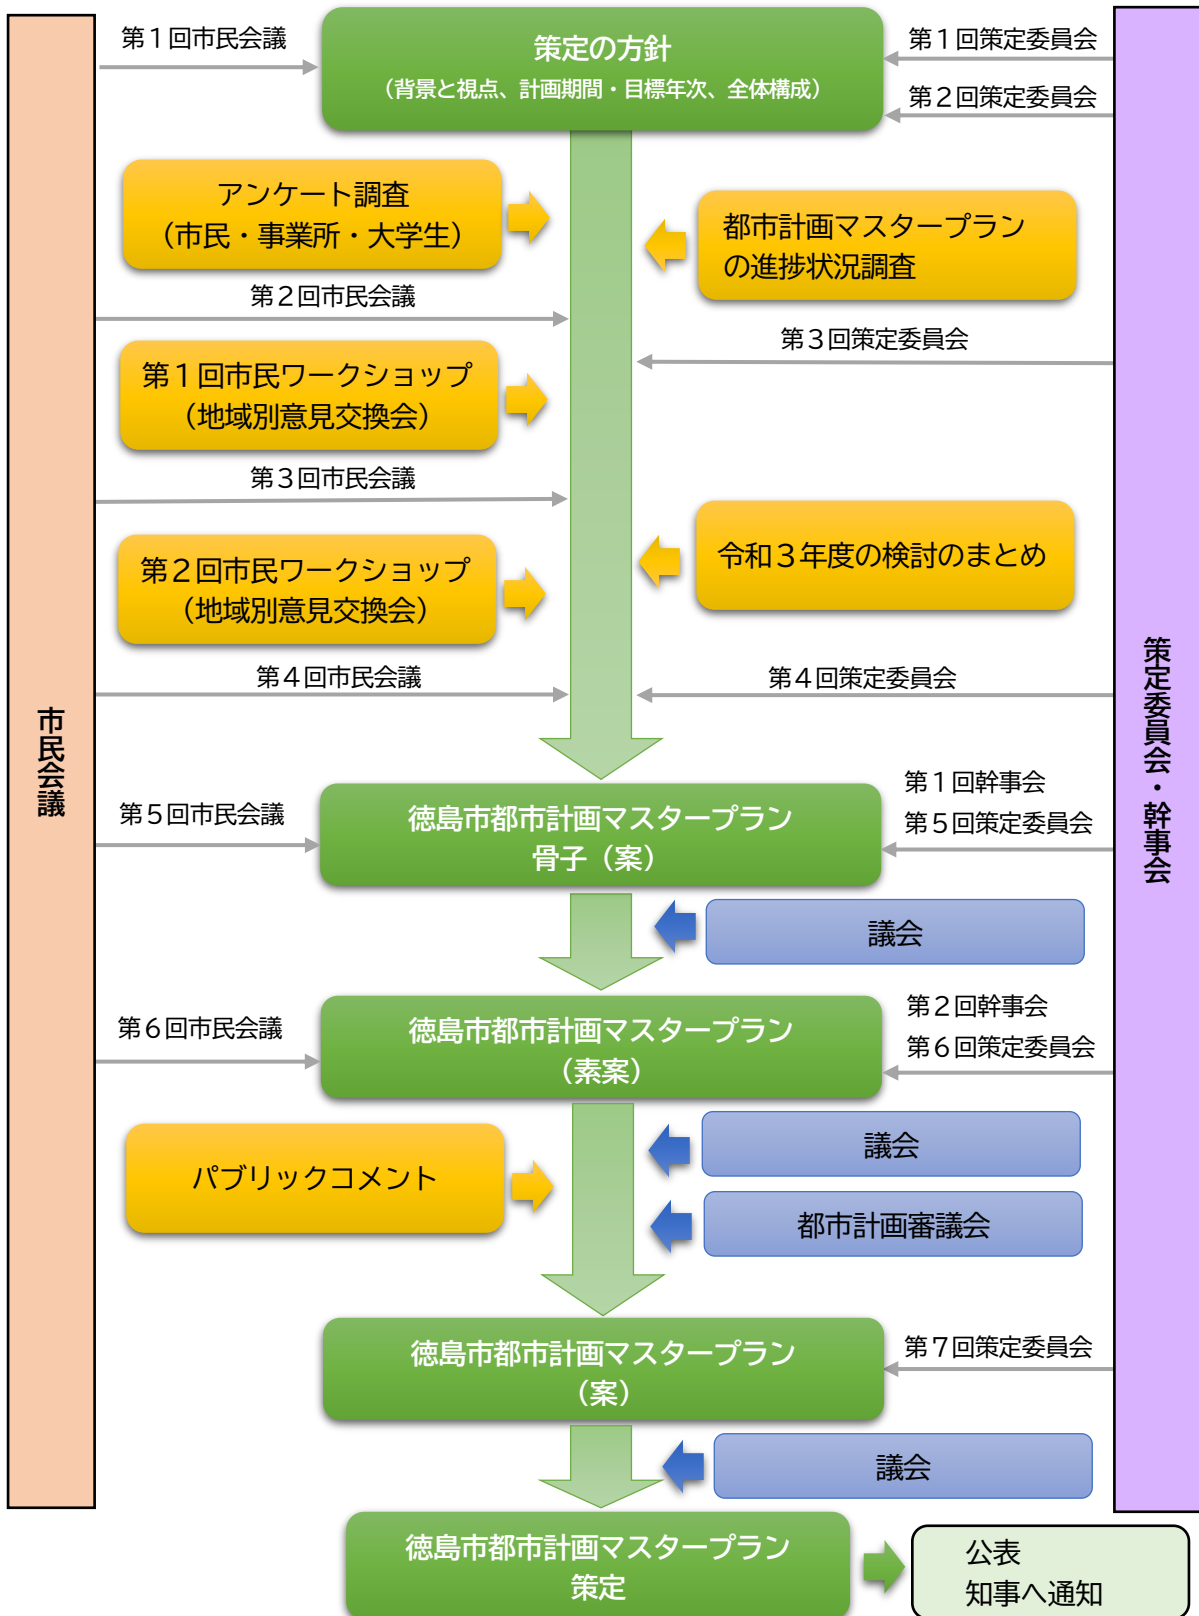 第１回市民会議
策定の方針
（背景と視点、計画期間・目標年次、全体構成）
第１回策定委員会
第２回策定委員会
アンケート調査
（市民・事業所・大学生）
都市計画マスタープラン
の進捗状況調査
第２回市民会議
第３回策定委員会
第１回市民ワークショップ
（地域別意見交換会）
第３回市民会議
令和３年度の検討のまとめ
第２回市民ワークショップ
（地域別意見交換会）
第４回市民会議
第４回策定委員会
市民会議
策定委員会・幹事会
第５回市民会議
徳島市都市計画マスタープラン
骨子（案）
第１回幹事会
第５回策定委員会
議会
第６回市民会議
徳島市都市計画マスタープラン
（素案）
第２回幹事会
第６回策定委員会
パブリックコメント
議会
都市計画審議会
徳島市都市計画マスタープラン
（案）
第７回策定委員会
議会
徳島市都市計画マスタープラン
策定
公表
知事へ通知